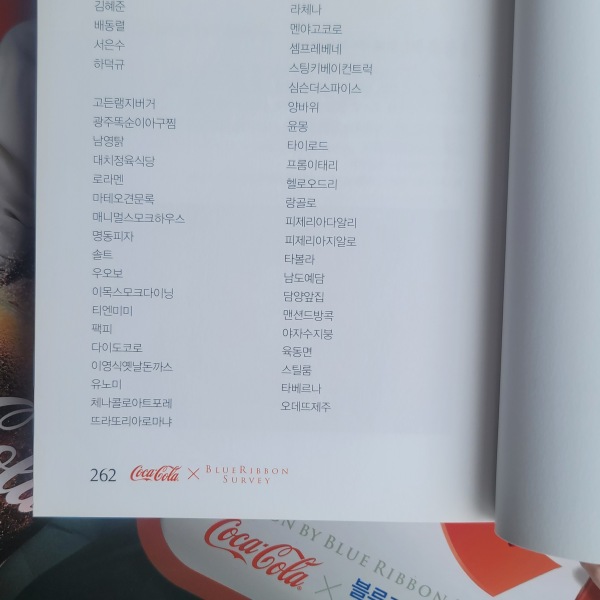 김혜준
배동렬
서은수
하덕규
고든램지버거
광주똑순이아구찜
남영탉
대치정육식당
로라멘
마테오견문록
매니멀스모크하우스
명동피자
솔트
우오보
이목스모크다이닝
티엔미미
팩피
다이도코로
이영식옛날돈까스
유노미
체나콜로아트포레
뜨라또리아로마냐
라체나
멘야고코로
셈프레베네
스팅키베이컨트럭
심슨더스파이스
양바위
윤몽
타이로드
프롬이태리
헬로오드리
랑골로
피제리아다알리
피제리아지알로
타볼라
남도예담
담양앞집
맨션드방콕
야자수지붕
육동면
스틸룸
타베르나
오데뜨제주
262 Coca-Cola × BLUERIBBON SURVEY
BY BLUE RIBBON
Coca-Cola ×